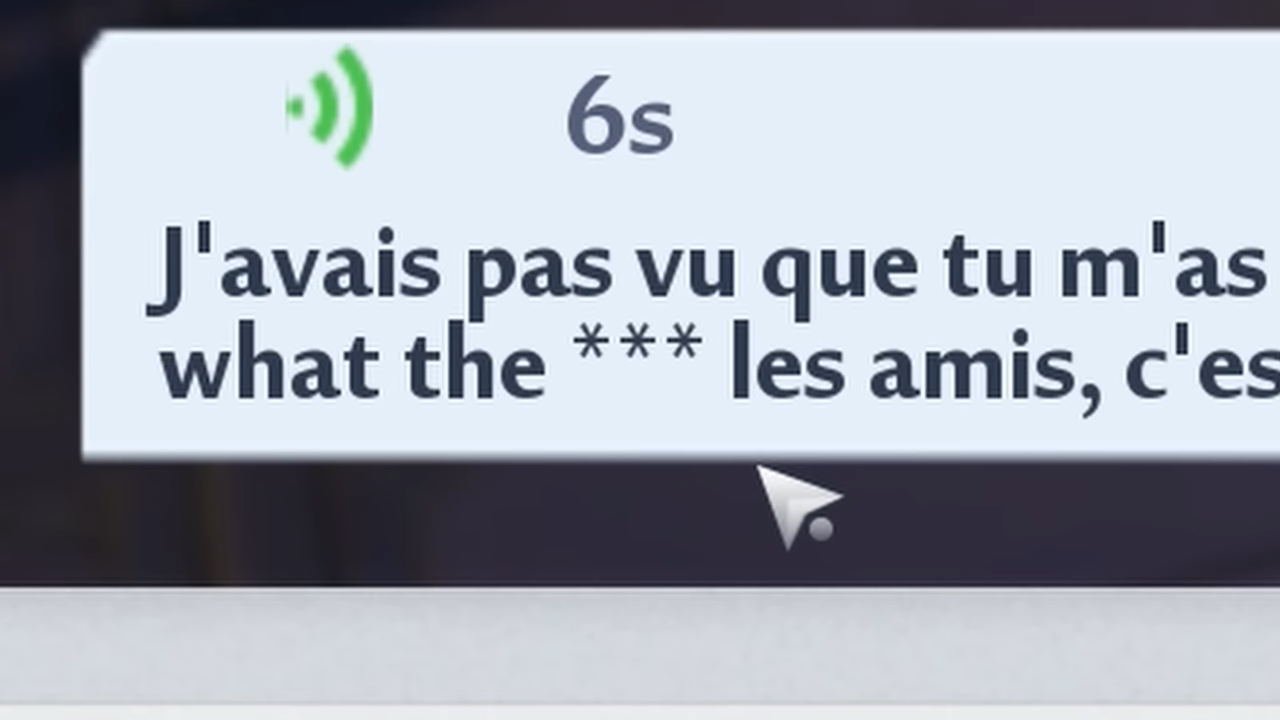 6s
J'avais pas vu que tu m'as
what the *** les amis, c'es